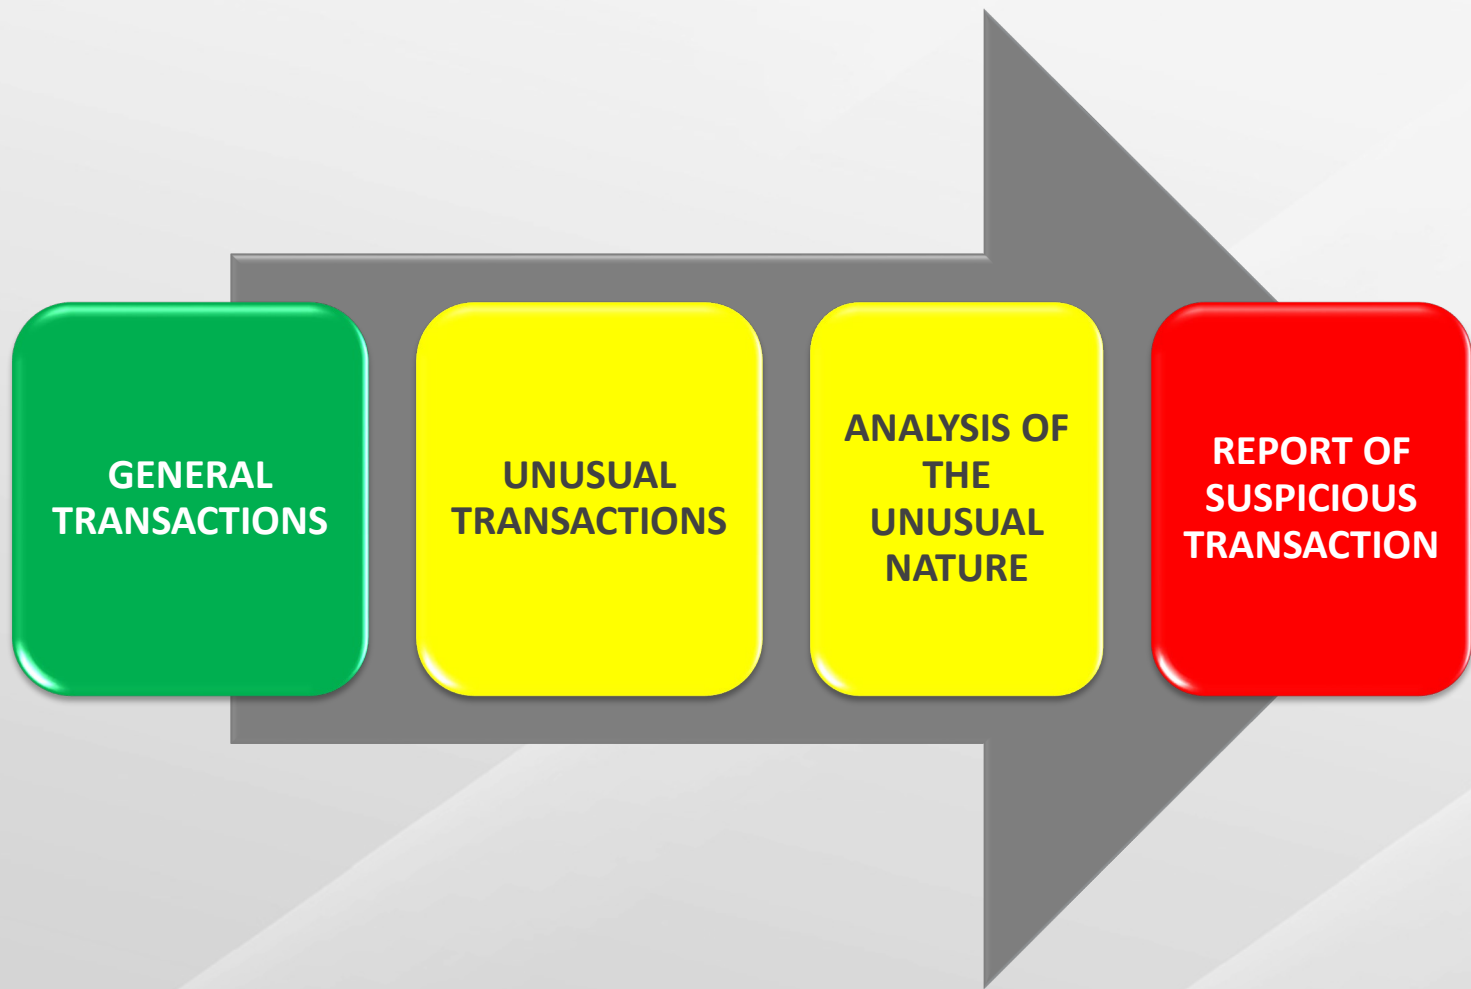 GENERAL
TRANSACTIONS
UNUSUAL
TRANSACTIONS
ANALYSIS OF
THE
UNUSUAL
NATURE
REPORT OF
SUSPICIOUS
TRANSACTION